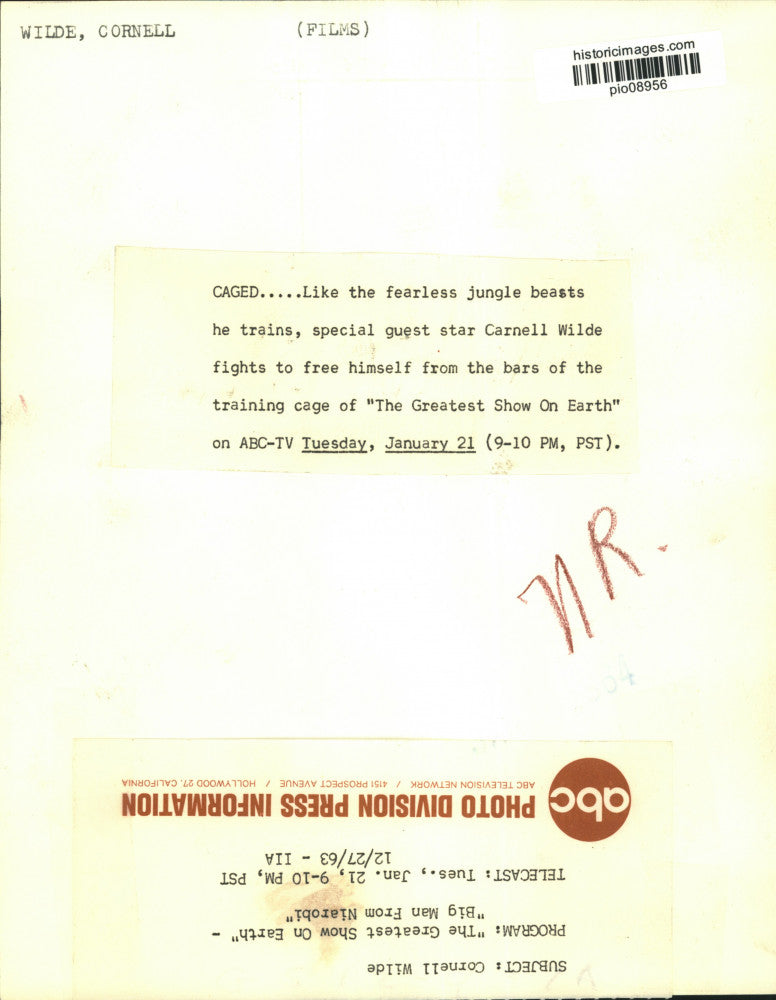 WILDE, CORNELL (FILMS)
historicimages.com
pio08956
CAGED.....Like the fearless jungle beasts
he trains, special guest star Carnell Wilde
fights to free himself from the bars of the
training cage of "The Greatest Show On Earth"
on ABC-TV Tuesday, January 21 (9-10 PM, PST).
NR.
SUBJECT: Cornell Wilde
PROGRAM: "The Greatest Show On Earth" -
"Big Man From Niarobi"
TELECAST: Tues., Jan. 21, 9-10 PM, PST
12/27/63 - IIA
abc
PHOTO DIVISION PRESS INFORMATION
ABC TELEVISION NETWORK / 4151 PROSPECT AVENUE / HOLLYWOOD 27, CALIFORNIA